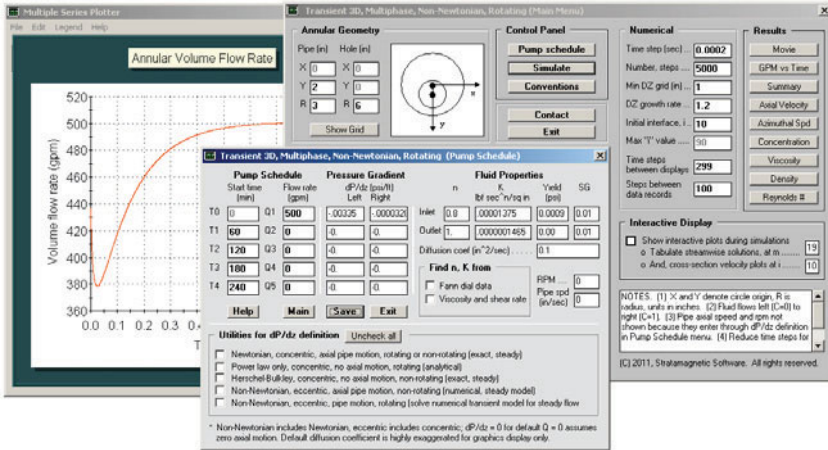 Multiple Series Plotter
File Edit Legend Help
Annular Volume Flow Rate
Volume flow rate (gpm)
520
500
480
460
440
420
400
380
360
0.0 0.1 0.2 0.3 0.4 0.5 0.
Transient 3D, Multiphase, Non-Newtonian, Rotating (Main Menu)
Annular Geometry
Pipe (in) Hole (in)
X 0 X 0
Y 2 Y 0
R 3 R 6
Show Grid
x
y
Control Panel
Pump schedule
Simulate
Conventions
Contact
Exit
Numerical
Time step (sec) ... 0.0002
Number, steps .... 5000
Min DZ grid (in) 1
DZ growth rate ... 1.2
Initial interface, i .. 10
Max "i" value ..... 90
Time steps
between displays 299
Steps between
data records 100
Results
Movie
GPM vs Time
Summary
Axial Velocity
Azimuthal Spd
Concentration
Viscosity
Density
Reynolds #
Interactive Display
Show interactive plots during simulations
o Tabulate streamwise solutions, at m ........ 19
o And, cross-section velocity plots at i ........ 10
NOTES. (1) X and Y denote circle origin, R is
radius, units in inches. (2) Fluid flows left (C=0) to
right (C=1). (3) Pipe axial speed and rpm not
shown because they enter through dP/dz definition
in Pump Schedule menu. (4) Reduce time steps for
(C) 2011, Stratamagnetic Software. All rights reserved.
Transient 3D, Multiphase, Non-Newtonian, Rotating (Pump Schedule)
Pump Schedule Pressure Gradient Fluid Properties
Start time (min) Flow rate (gpm) dP/dz (psi/ft) Left Right n K lbf sec^n/sq in Yield (psi) SG
T0 0 Q1 500 -.00335 -.0000320 Inlet 0.8 .00001375 0.0009 0.01
T1 60 Q2 0 -0. -0. Outlet 1. .0000001465 0.00 0.01
T2 120 Q3 0 -0. -0. Diffusion coef (in^2/sec) ..... 0.1
T3 180 Q4 0 -0. -0.
T4 240 Q5 0 -0. -0.
Find n, K from
Fann dial data
Viscosity and shear rate
RPM .... 0
Pipe spd (in/sec) 0
Help Main Save Exit
Utilities for dP/dz definition Uncheck all
Newtonian, concentric, axial pipe motion, rotating or non-rotating (exact, steady)
Power law only, concentric, no axial motion, rotating (analytical)
Herschel-Bulkley, concentric, no axial motion, non-rotating (exact, steady)
Non-Newtonian, eccentric, axial pipe motion, non-rotating (numerical, steady model)
Non-Newtonian, eccentric, pipe motion, rotating (solve numerical transient model for steady flow
* Non-Newtonian includes Newtonian, eccentric includes concentric; dP/dz = 0 for default Q = 0 assumes
zero axial motion. Default diffusion coefficient is highly exaggerated for graphics display only.